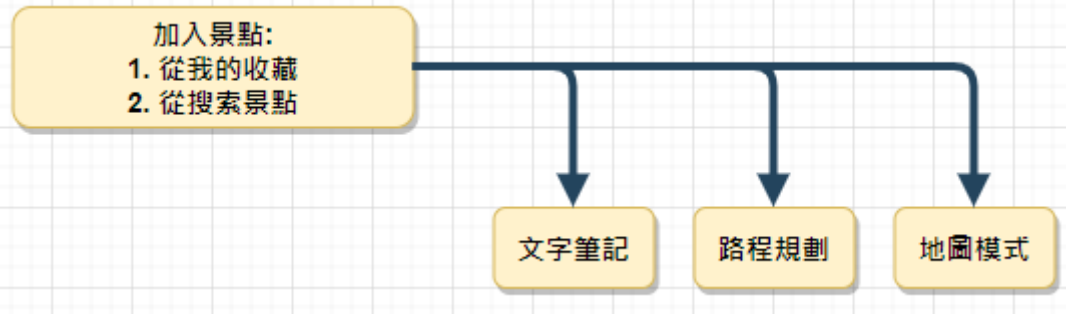 加入景點:
1. 從我的收藏
2. 從搜索景點
文字筆記
路程規劃
地圖模式